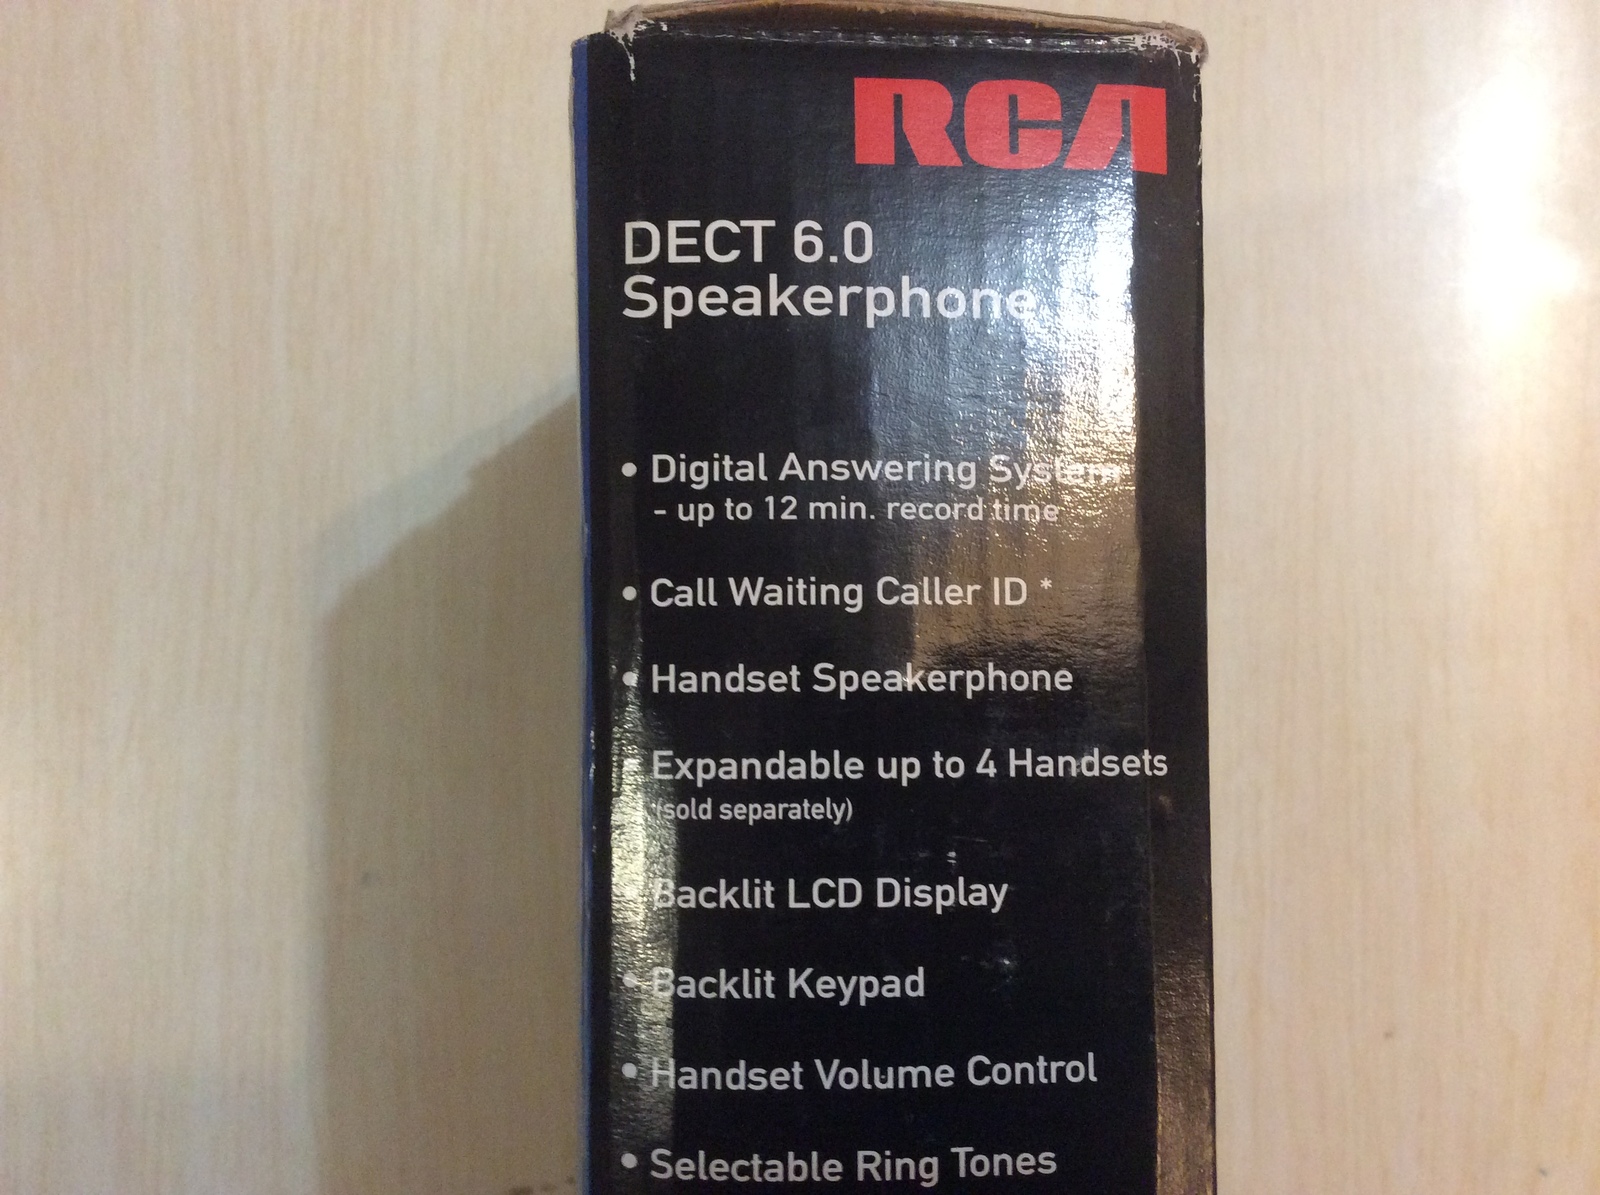 RCA
DECT 6.0
Speakerphone
• Digital Answering System
- up to 12 min. record time
• Call Waiting Caller ID *
• Handset Speakerphone
• Expandable up to 4 Handsets
(sold separately)
• Backlit LCD Display
• Backlit Keypad
• Handset Volume Control
• Selectable Ring Tones